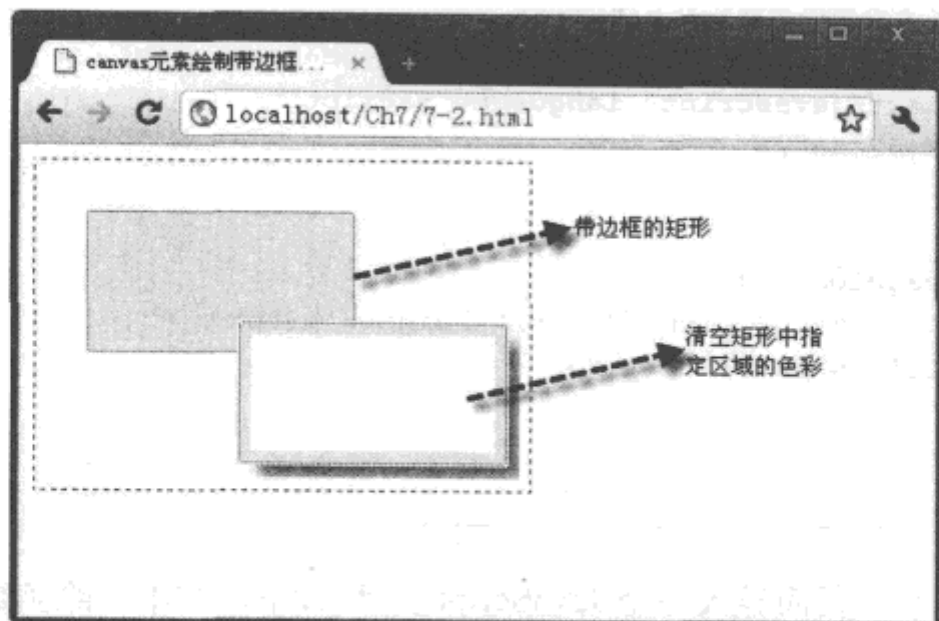 canvas元素绘制带边框...
localhost/Ch7/7-2.html
带边框的矩形
清空矩形中指
定区域的色彩